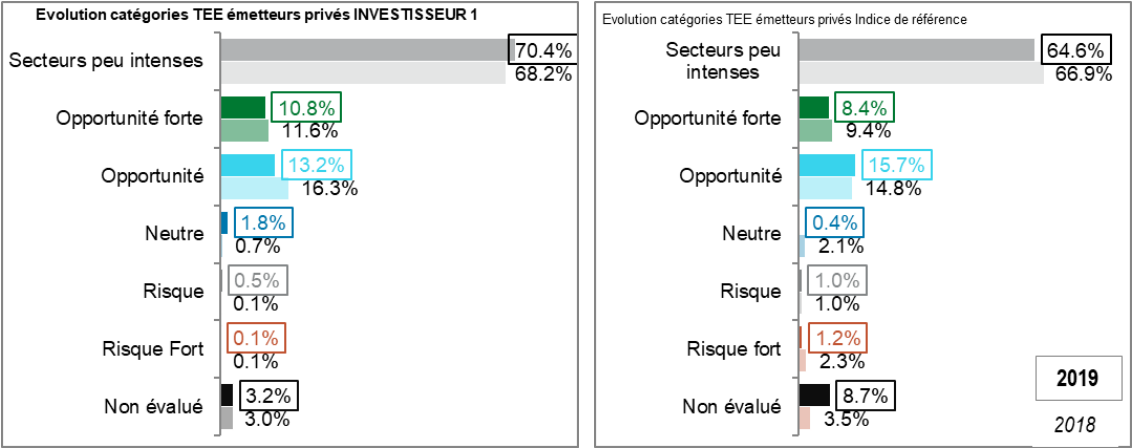 Evolution catégories TEE émetteurs privés INVESTISSEUR 1
Secteurs peu intenses
70.4%
68.2%
Opportunité forte
10.8%
11.6%
Opportunité
13.2%
16.3%
Neutre
1.8%
0.7%
Risque
0.5%
0.1%
Risque Fort
0.1%
0.1%
Non évalué
3.2%
3.0%
Evolution catégories TEE émetteurs privés Indice de référence
Secteurs peu
intenses
64.6%
66.9%
Opportunité forte
8.4%
9.4%
Opportunité
15.7%
14.8%
Neutre
0.4%
2.1%
Risque
1.0%
1.0%
Risque fort
1.2%
2.3%
Non évalué
8.7%
3.5%
2019
2018